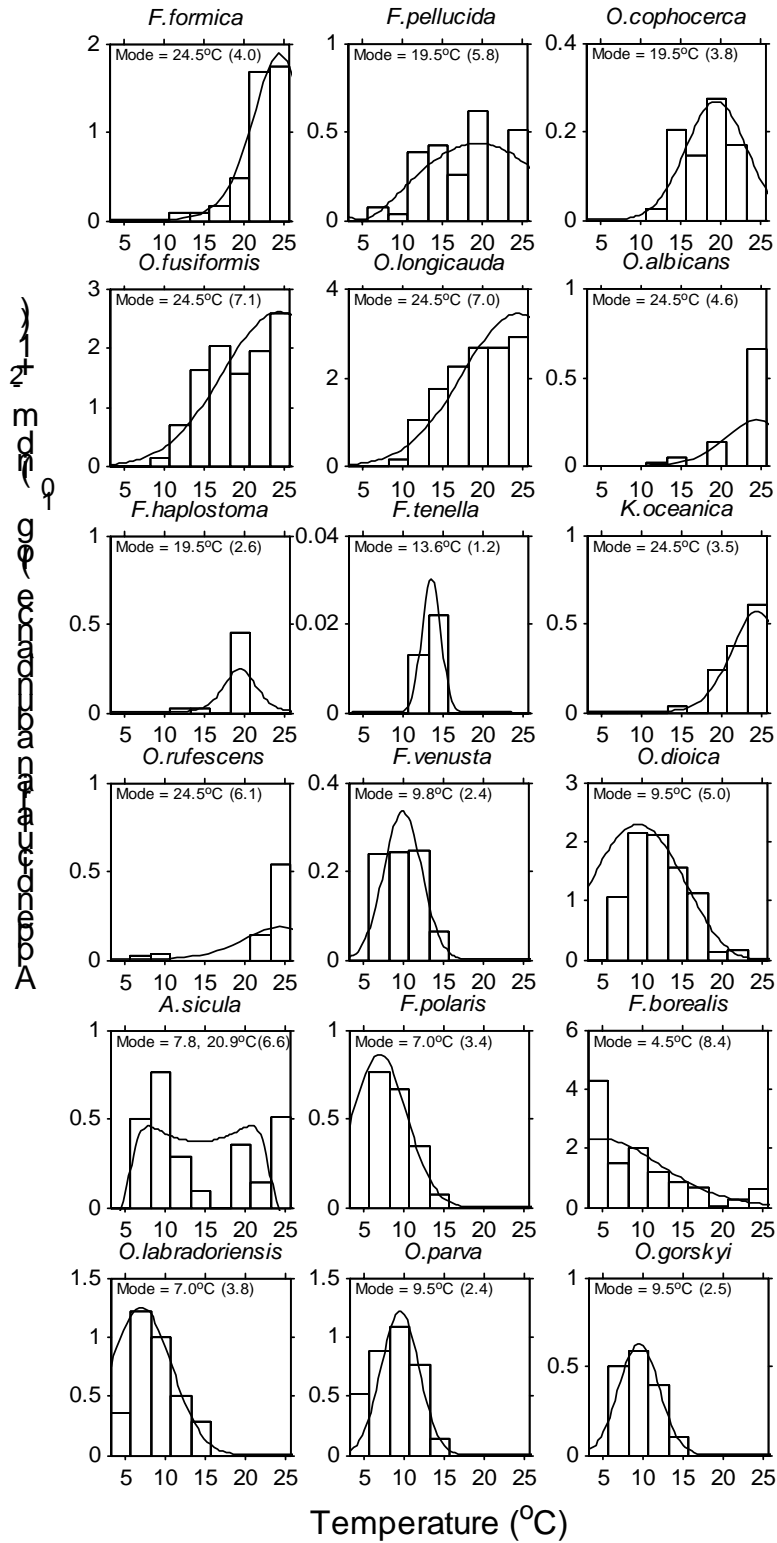 F.formica F.pellucida O.cophocerca
2 1 0.4
Mode = 24.5ºC (4.0) Mode = 19.5ºC (5.8) Mode = 19.5ºC (3.8)
1 0.5 0.2
0 0 0
5 10 15 20 25 5 10 15 20 25 5 10 15 20 25
O.fusiformis O.longicauda O.albicans
3 4 1
Mode = 24.5ºC (7.1) Mode = 24.5ºC (7.0) Mode = 24.5ºC (4.6)
2 2 0.5
1
0 0 0
5 10 15 20 25 5 10 15 20 25 5 10 15 20 25
F.haplostoma F.tenella K.oceanica
1 0.04 1
Mode = 19.5ºC (2.6) Mode = 13.6ºC (1.2) Mode = 24.5ºC (3.5)
0.5 0.02 0.5
0 0 0
5 10 15 20 25 5 10 15 20 25 5 10 15 20 25
O.rufescens F.venusta O.dioica
1 0.4 3
Mode = 24.5ºC (6.1) Mode = 9.8ºC (2.4) Mode = 9.5ºC (5.0)
2
0.5 0.2
1
0 0 0
5 10 15 20 25 5 10 15 20 25 5 10 15 20 25
A.sicula F.polaris F.borealis
1 1 6
Mode = 7.8, 20.9ºC(6.6) Mode = 7.0ºC (3.4) Mode = 4.5ºC (8.4)
4
0.5 0.5
2
0 0 0
5 10 15 20 25 5 10 15 20 25 5 10 15 20 25
O.labradoriensis O.parva O.gorskyi
1.5 1.5 1
Mode = 7.0ºC (3.8) Mode = 9.5ºC (2.4) Mode = 9.5ºC (2.5)
1 1
0.5
0.5 0.5
0 0 0
5 10 15 20 25 5 10 15 20 25 5 10 15 20 25
Temperature (ºC)
Appendicularian abundance (log10 (ind m-2+1)